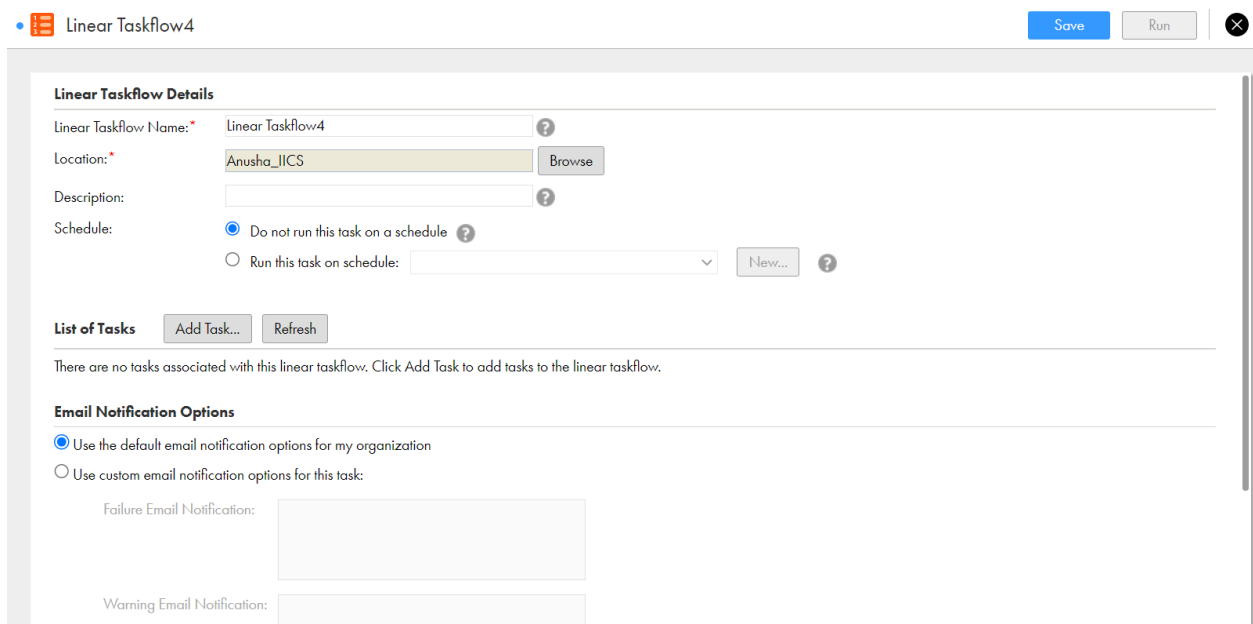 Linear Taskflow4
Save
Run
Linear Taskflow Details
Linear Taskflow Name:*
Linear Taskflow4
Location:*
Anusha_IICS
Browse
Description:
Schedule:
Do not run this task on a schedule
Run this task on schedule:
New...
List of Tasks
Add Task...
Refresh
There are no tasks associated with this linear taskflow. Click Add Task to add tasks to the linear taskflow.
Email Notification Options
Use the default email notification options for my organization
Use custom email notification options for this task:
Failure Email Notification:
Warning Email Notification: